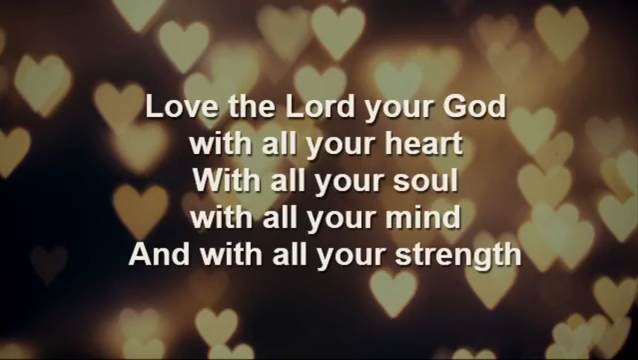 Love the Lord your God
with all your heart
With all your soul
with all your mind
And with all your strength